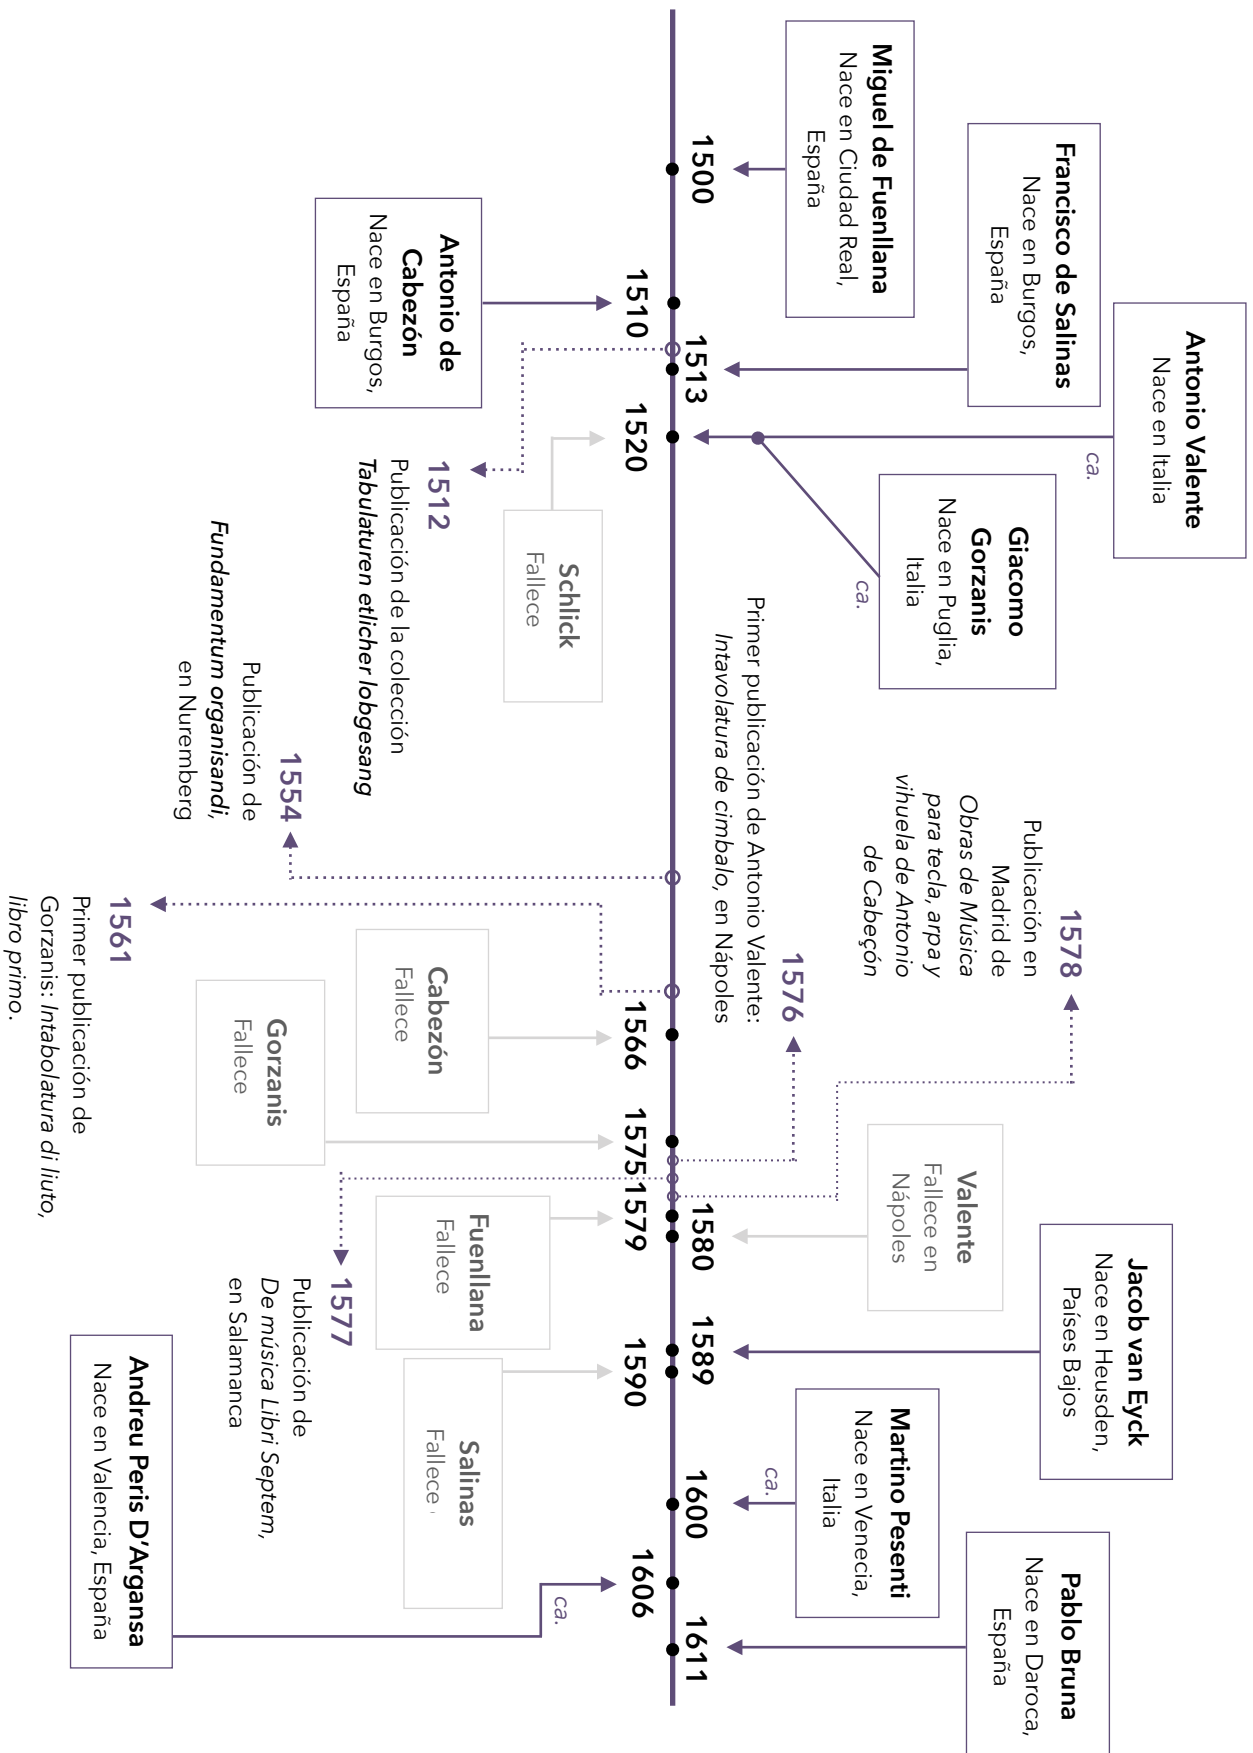 Miguel de Fuenllana
Nace en Ciudad Real,
España
Francisco de Salinas
Nace en Burgos,
España
Antonio Valente
Nace en Italia
ca.
Giacomo
Gorzanis
Nace en Puglia,
Italia
ca.
1578
Publicación en
Madrid de
Obras de Música
para tecla, arpa y
vihuela de Antonio
de Cabeçón
1576
Primer publicación de Antonio Valente:
Intavolatura de cimbalo, en Nápoles
Valente
Fallece en
Nápoles
Jacob van Eyck
Nace en Heusden,
Países Bajos
Martino Pesenti
Nace en Venecia,
Italia
ca.
Pablo Bruna
Nace en Daroca,
España
1500
1513
1580
1589
1600
1611
1510
1520
1566
1575
1579
1590
1606
Antonio de
Cabezón
Nace en Burgos,
España
Schlick
Fallece
1512
Publicación de la colección
Tabulaturen etlicher lobgesang
1554
Publicación de
Fundamentum organisandi,
en Nuremberg
1561
Primer publicación de
Gorzanis: Intabolatura di liuto,
libro primo.
Cabezón
Fallece
Gorzanis
Fallece
Fuenllana
Fallece
1577
Publicación de
De música Libri Septem,
en Salamanca
Salinas
Fallece
ca.
Andreu Peris D'Argansa
Nace en Valencia, España